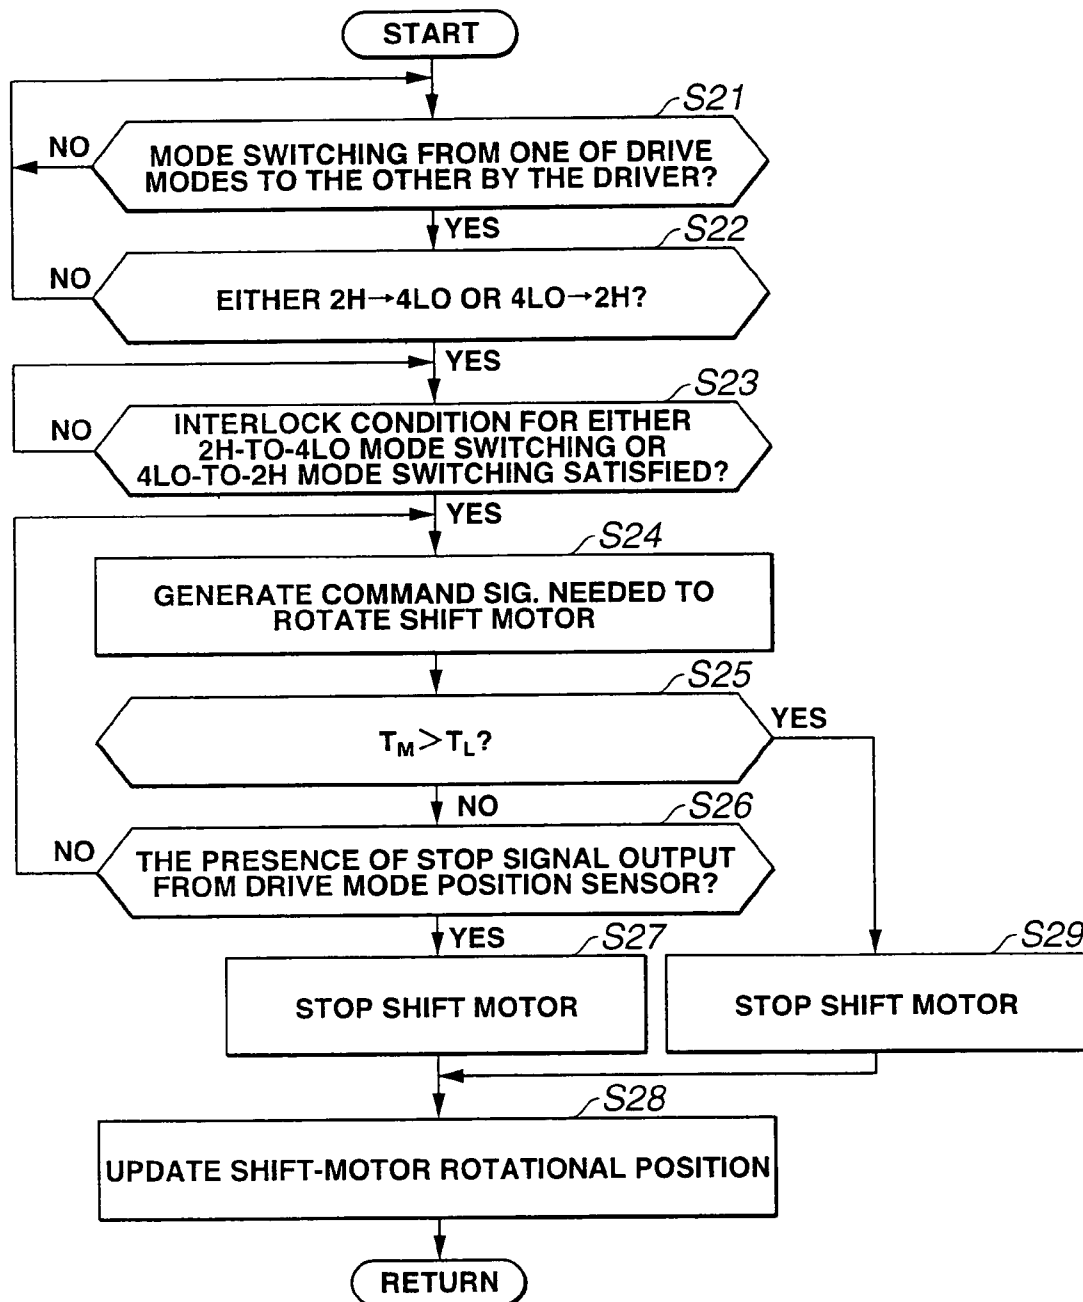 START
S21
NO
MODE SWITCHING FROM ONE OF DRIVE
MODES TO THE OTHER BY THE DRIVER?
YES
S22
NO
EITHER 2H→4LO OR 4LO→2H?
YES
S23
NO
INTERLOCK CONDITION FOR EITHER
2H-TO-4LO MODE SWITCHING OR
4LO-TO-2H MODE SWITCHING SATISFIED?
YES
S24
GENERATE COMMAND SIG. NEEDED TO
ROTATE SHIFT MOTOR
S25
YES
TM>TL?
NO
S26
NO
THE PRESENCE OF STOP SIGNAL OUTPUT
FROM DRIVE MODE POSITION SENSOR?
YES
S27
S29
STOP SHIFT MOTOR
STOP SHIFT MOTOR
S28
UPDATE SHIFT-MOTOR ROTATIONAL POSITION
RETURN